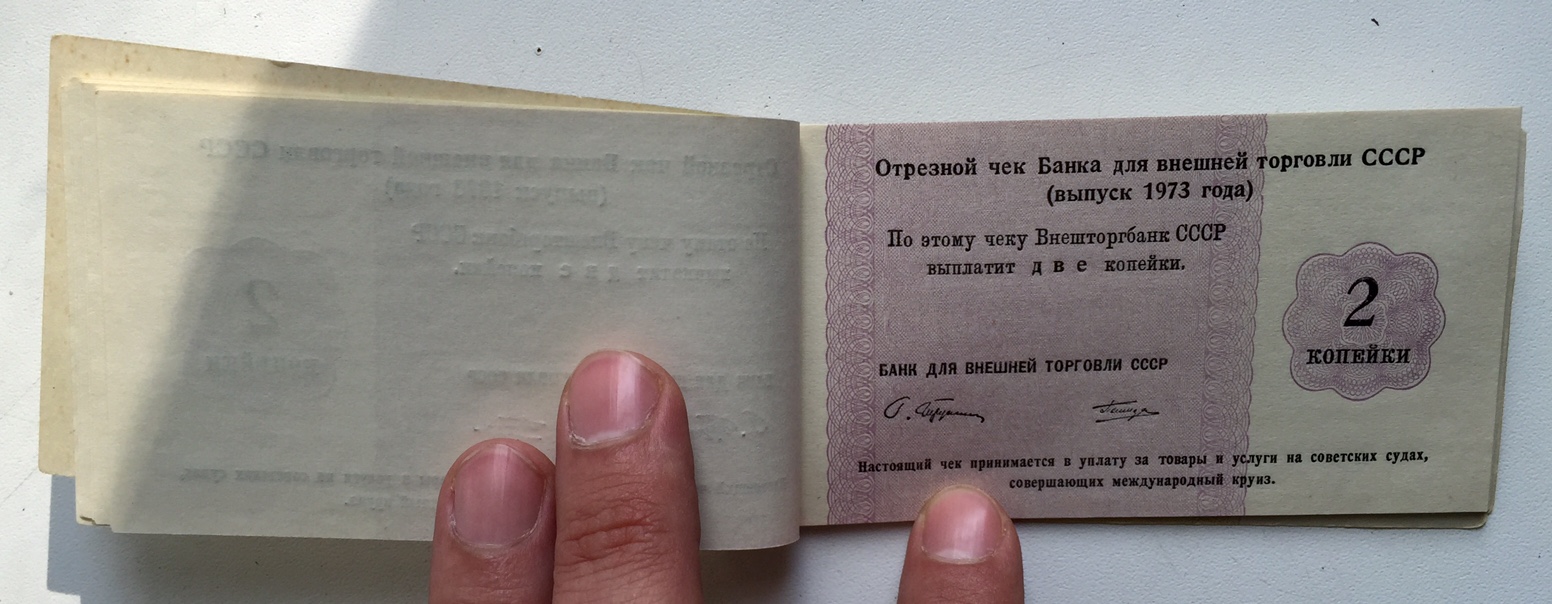 Отрезной чек Банка для внешней торговли СССР
(выпуск 1973 года)
По этому чеку Внешторгбанк СССР
выплатит д в е копейки.
2
КОПЕЙКИ
БАНК ДЛЯ ВНЕШНЕЙ ТОРГОВЛИ СССР
Настоящий чек принимается в уплату за товары и услуги на советских судах,
совершающих международный круиз.